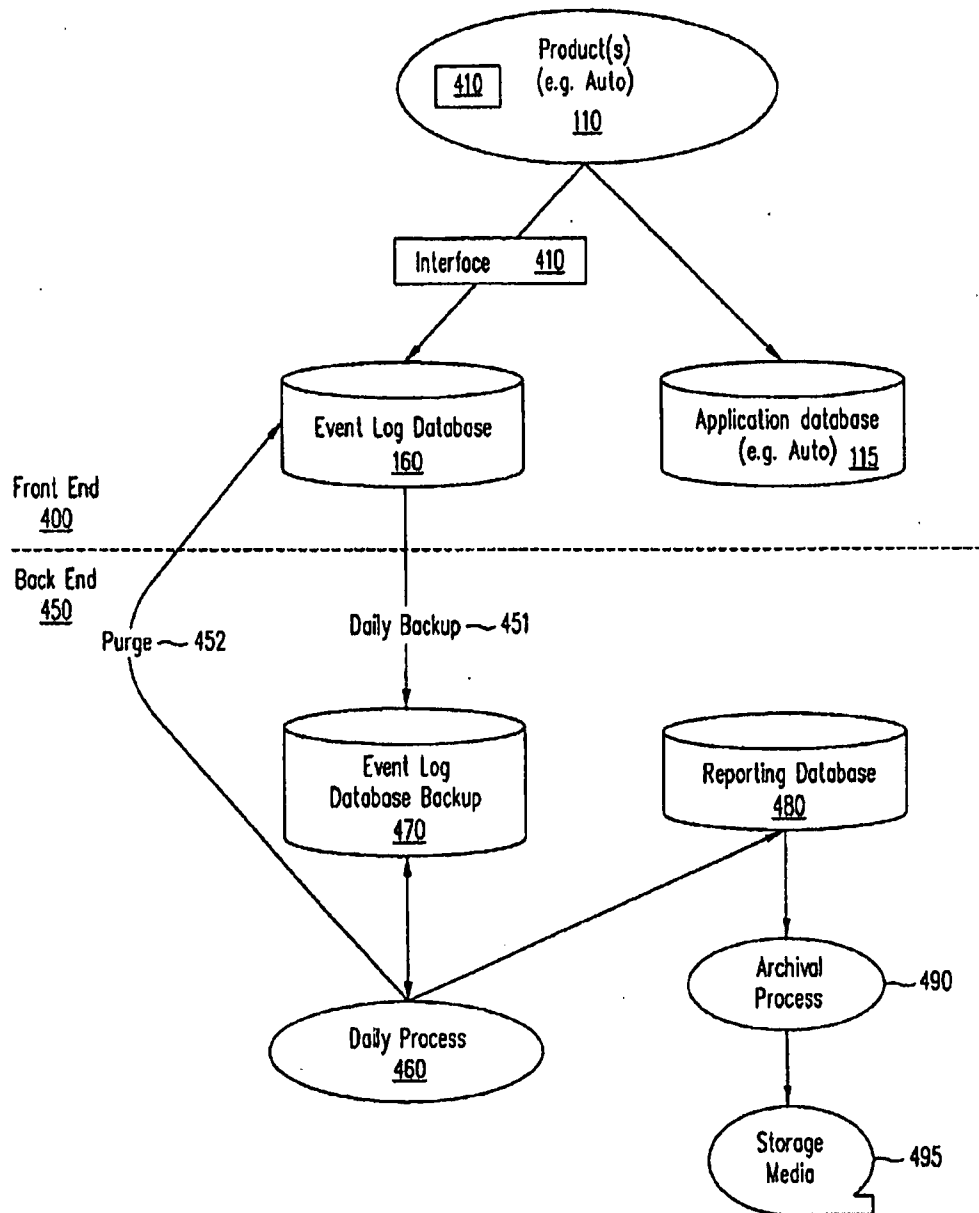 Product(s)
(e.g. Auto)
410
110
Interface 410
Event Log Database
160
Application database
(e.g. Auto) 115
Front End
400
Back End
450
Purge 452
Daily Backup 451
Event Log
Database Backup
470
Reporting Database
480
Archival
Process
490
Daily Process
460
Storage
Media
495